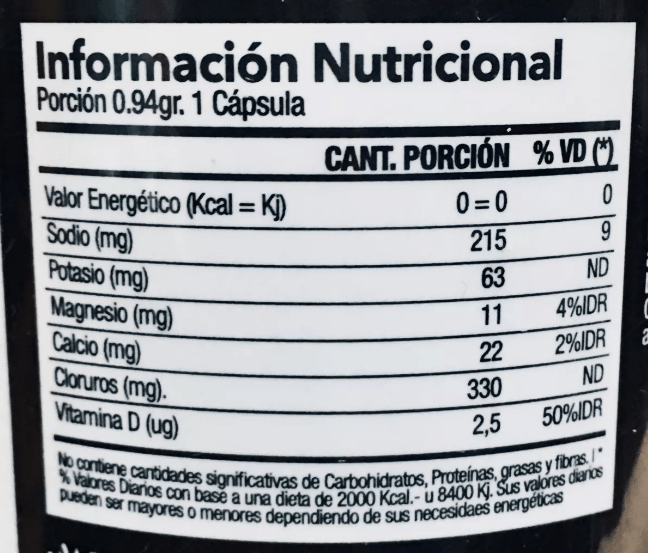 Información Nutricional
Porción 0.94gr. 1 Cápsula
CANT. PORCIÓN % VD (*)
Valor Energético (Kcal = Kj) 0 = 0 0
Sodio (mg) 215 9
Potasio (mg) 63 ND
Magnesio (mg) 11 4%IDR
Calcio (mg) 22 2%IDR
Cloruros (mg). 330 ND
Vitamina D (ug) 2,5 50%IDR
No contiene cantidades significativas de Carbohidratos, Proteínas, grasas y fibras. I *
% Valores Diarios con base a una dieta de 2000 Kcal.- u 8400 Kj. Sus valores diarios
pueden ser mayores o menores dependiendo de sus necesidaes energéticas